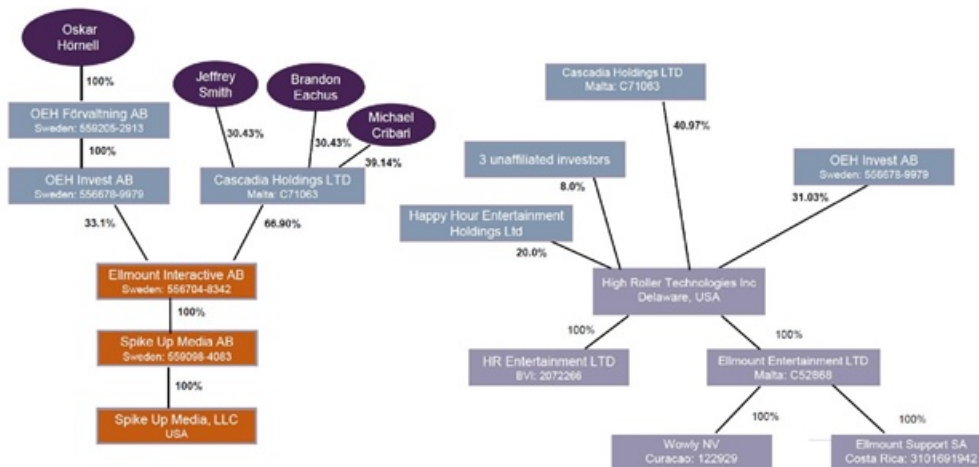 Oskar
Hörnell
100%
OEH Förvaltning AB
Sweden: 559205-2913
100%
OEH Invest AB
Sweden: 556678-9979
33.1%
Jeffrey
Smith
30.43%
Brandon
Eachus
30.43%
Michael
Cribari
39.14%
Cascadia Holdings LTD
Malta: C71063
66.90%
Ellmount Interactive AB
Sweden: 556704-8342
100%
Spike Up Media AB
Sweden: 559098-4083
100%
Spike Up Media, LLC
USA
Cascadia Holdings LTD
Malta: C71063
40.97%
3 unaffiliated investors
8.0%
OEH Invest AB
Sweden: 556678-9979
31.03%
Happy Hour Entertainment
Holdings Ltd
20.0%
High Roller Technologies Inc
Delaware, USA
100%
100%
HR Entertainment LTD
BVI: 2072266
Ellmount Entertainment LTD
Malta: C52868
100%
100%
Wowly NV
Curacao: 122929
Ellmount Support SA
Costa Rica: 3101691942